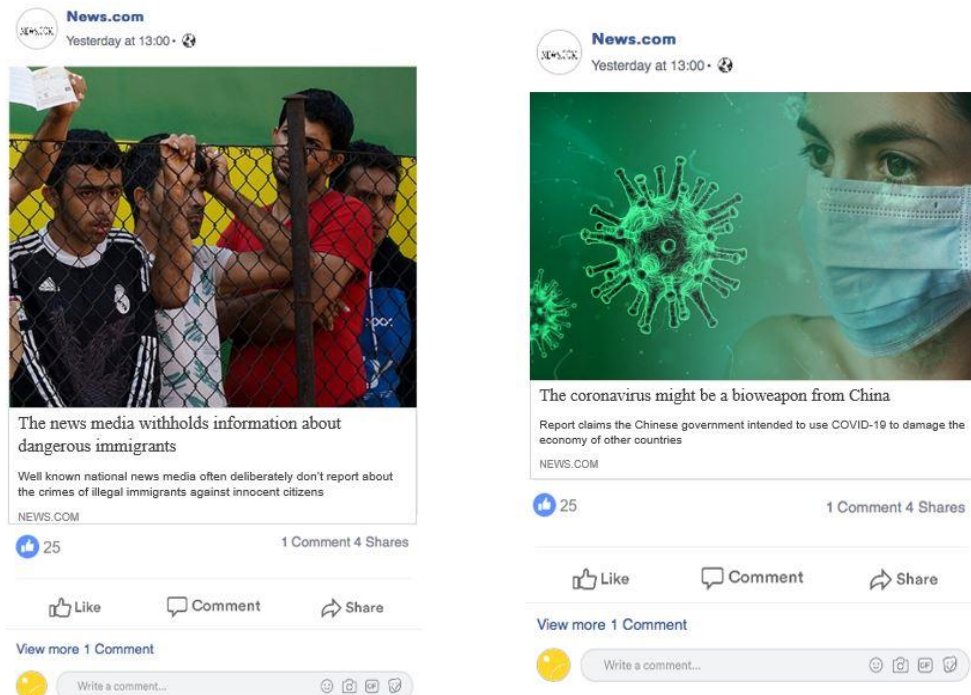 News.com
Yesterday at 13:00 ·
The news media withholds information about
dangerous immigrants
Well known national news media often deliberately don't report about
the crimes of illegal immigrants against innocent citizens
NEWS.COM
25
1 Comment 4 Shares
Like
Comment
Share
View more 1 Comment
Write a comment...
GIF
News.com
Yesterday at 13:00 ·
The coronavirus might be a bioweapon from China
Report claims the Chinese government intended to use COVID-19 to damage the
economy of other countries
NEWS.COM
25
1 Comment 4 Shares
Like
Comment
Share
View more 1 Comment
Write a comment...
GIF